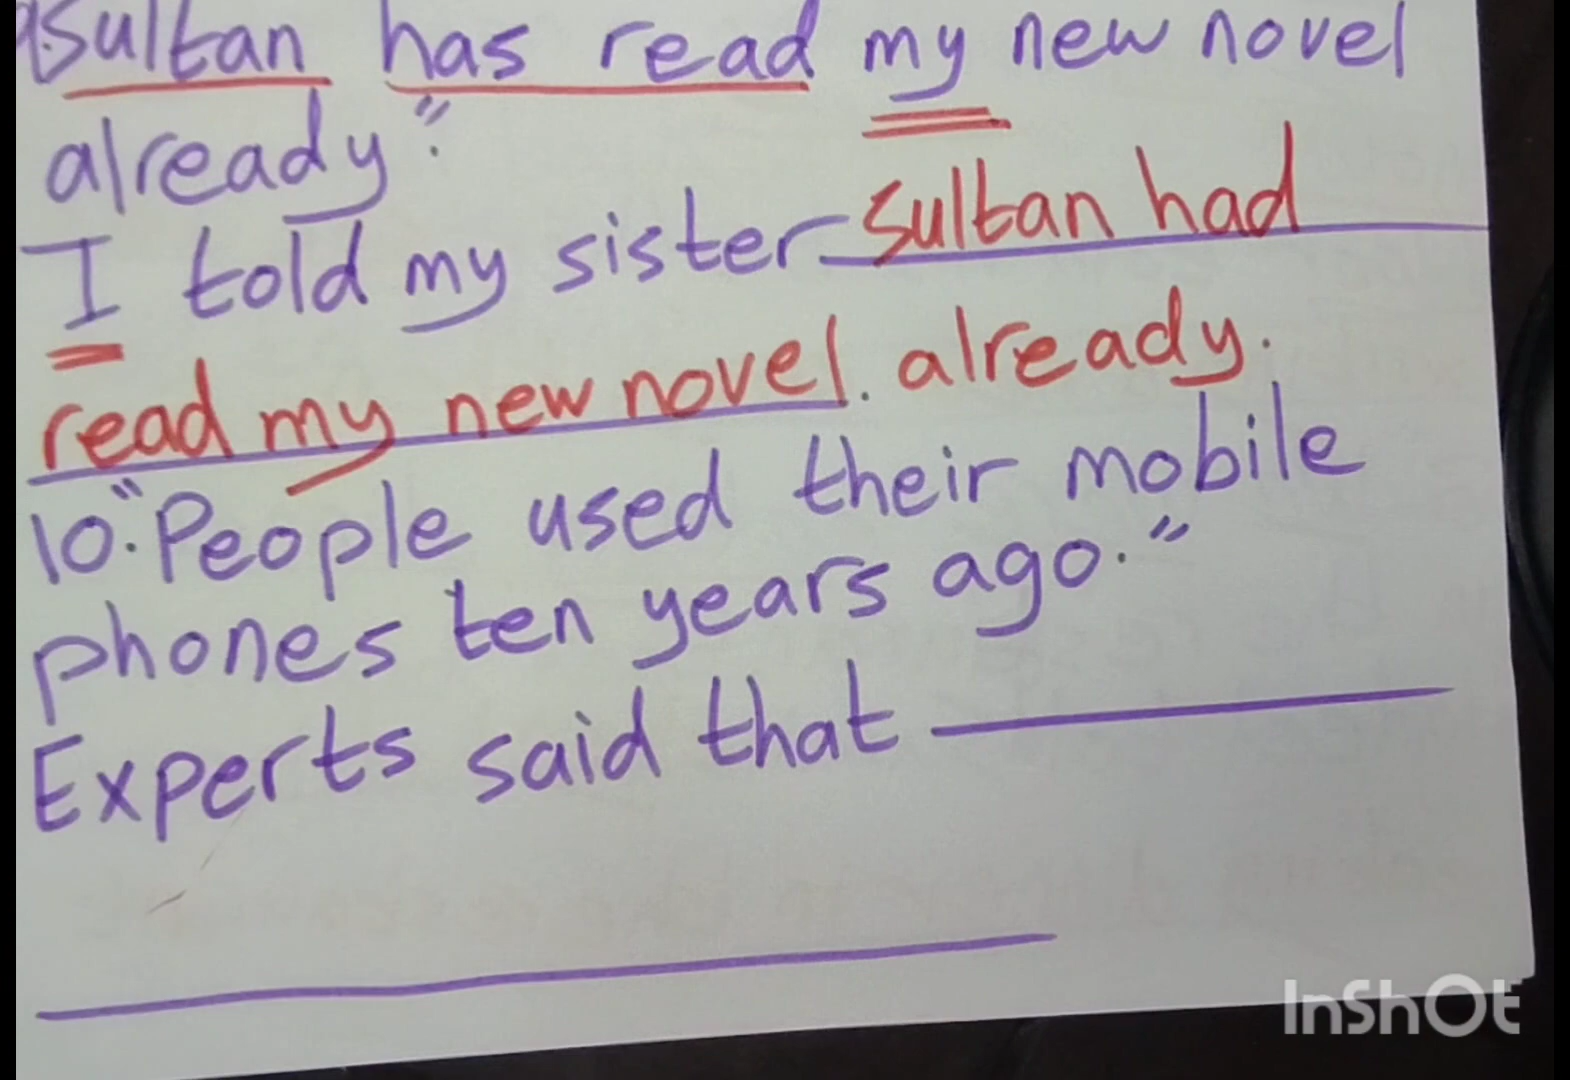 9. Sultan has read my new novel
already."
I told my sister Sultan had
read my new novel. already.
10. "People used their mobile
phones ten years ago."
Experts said that
InShOt